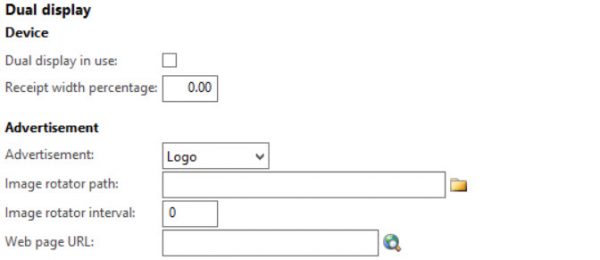 Dual display
Device
Dual display in use:
Receipt width percentage: 0.00
Advertisement
Advertisement: Logo
Image rotator path:
Image rotator interval: 0
Web page URL: